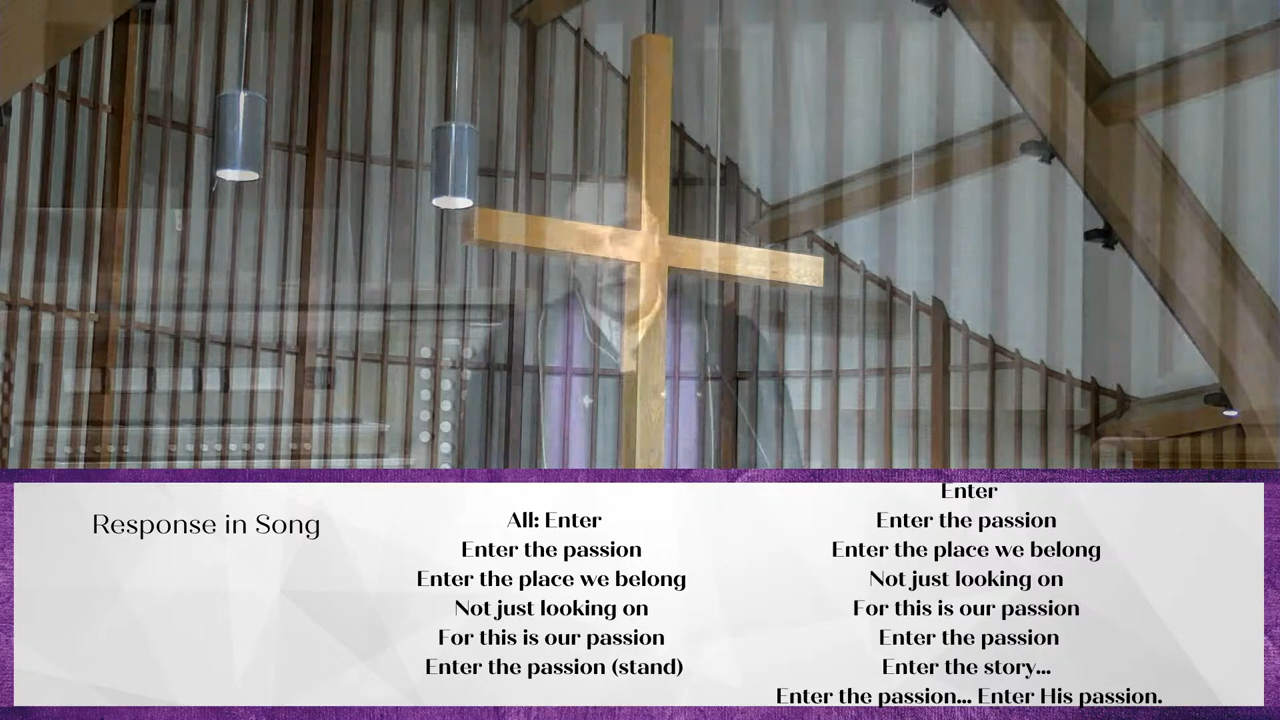 Response in Song
All: Enter
Enter the passion
Enter the place we belong
Not just looking on
For this is our passion
Enter the passion (stand)
Enter
Enter the passion
Enter the place we belong
Not just looking on
For this is our passion
Enter the passion
Enter the story...
Enter the passion... Enter His passion.